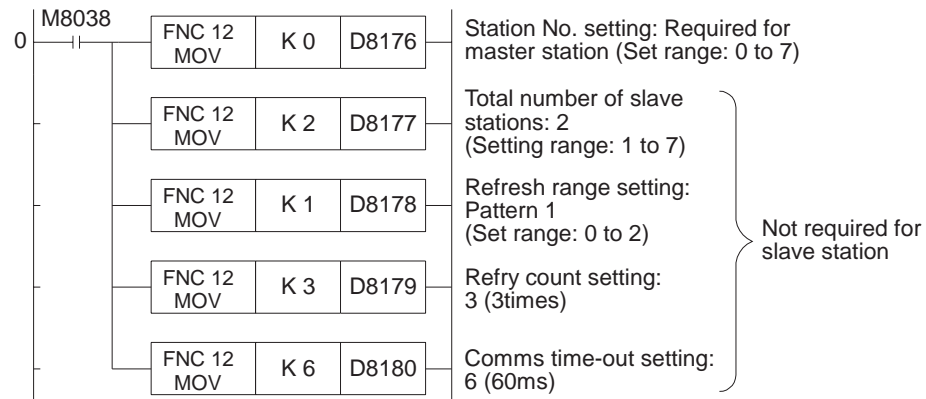 M8038
0
FNC 12
MOV
K 0
D8176
Station No. setting: Required for
master station (Set range: 0 to 7)
FNC 12
MOV
K 2
D8177
Total number of slave
stations: 2
(Setting range: 1 to 7)
FNC 12
MOV
K 1
D8178
Refresh range setting:
Pattern 1
(Set range: 0 to 2)
FNC 12
MOV
K 3
D8179
Refry count setting:
3 (3times)
FNC 12
MOV
K 6
D8180
Comms time-out setting:
6 (60ms)
Not required for
slave station